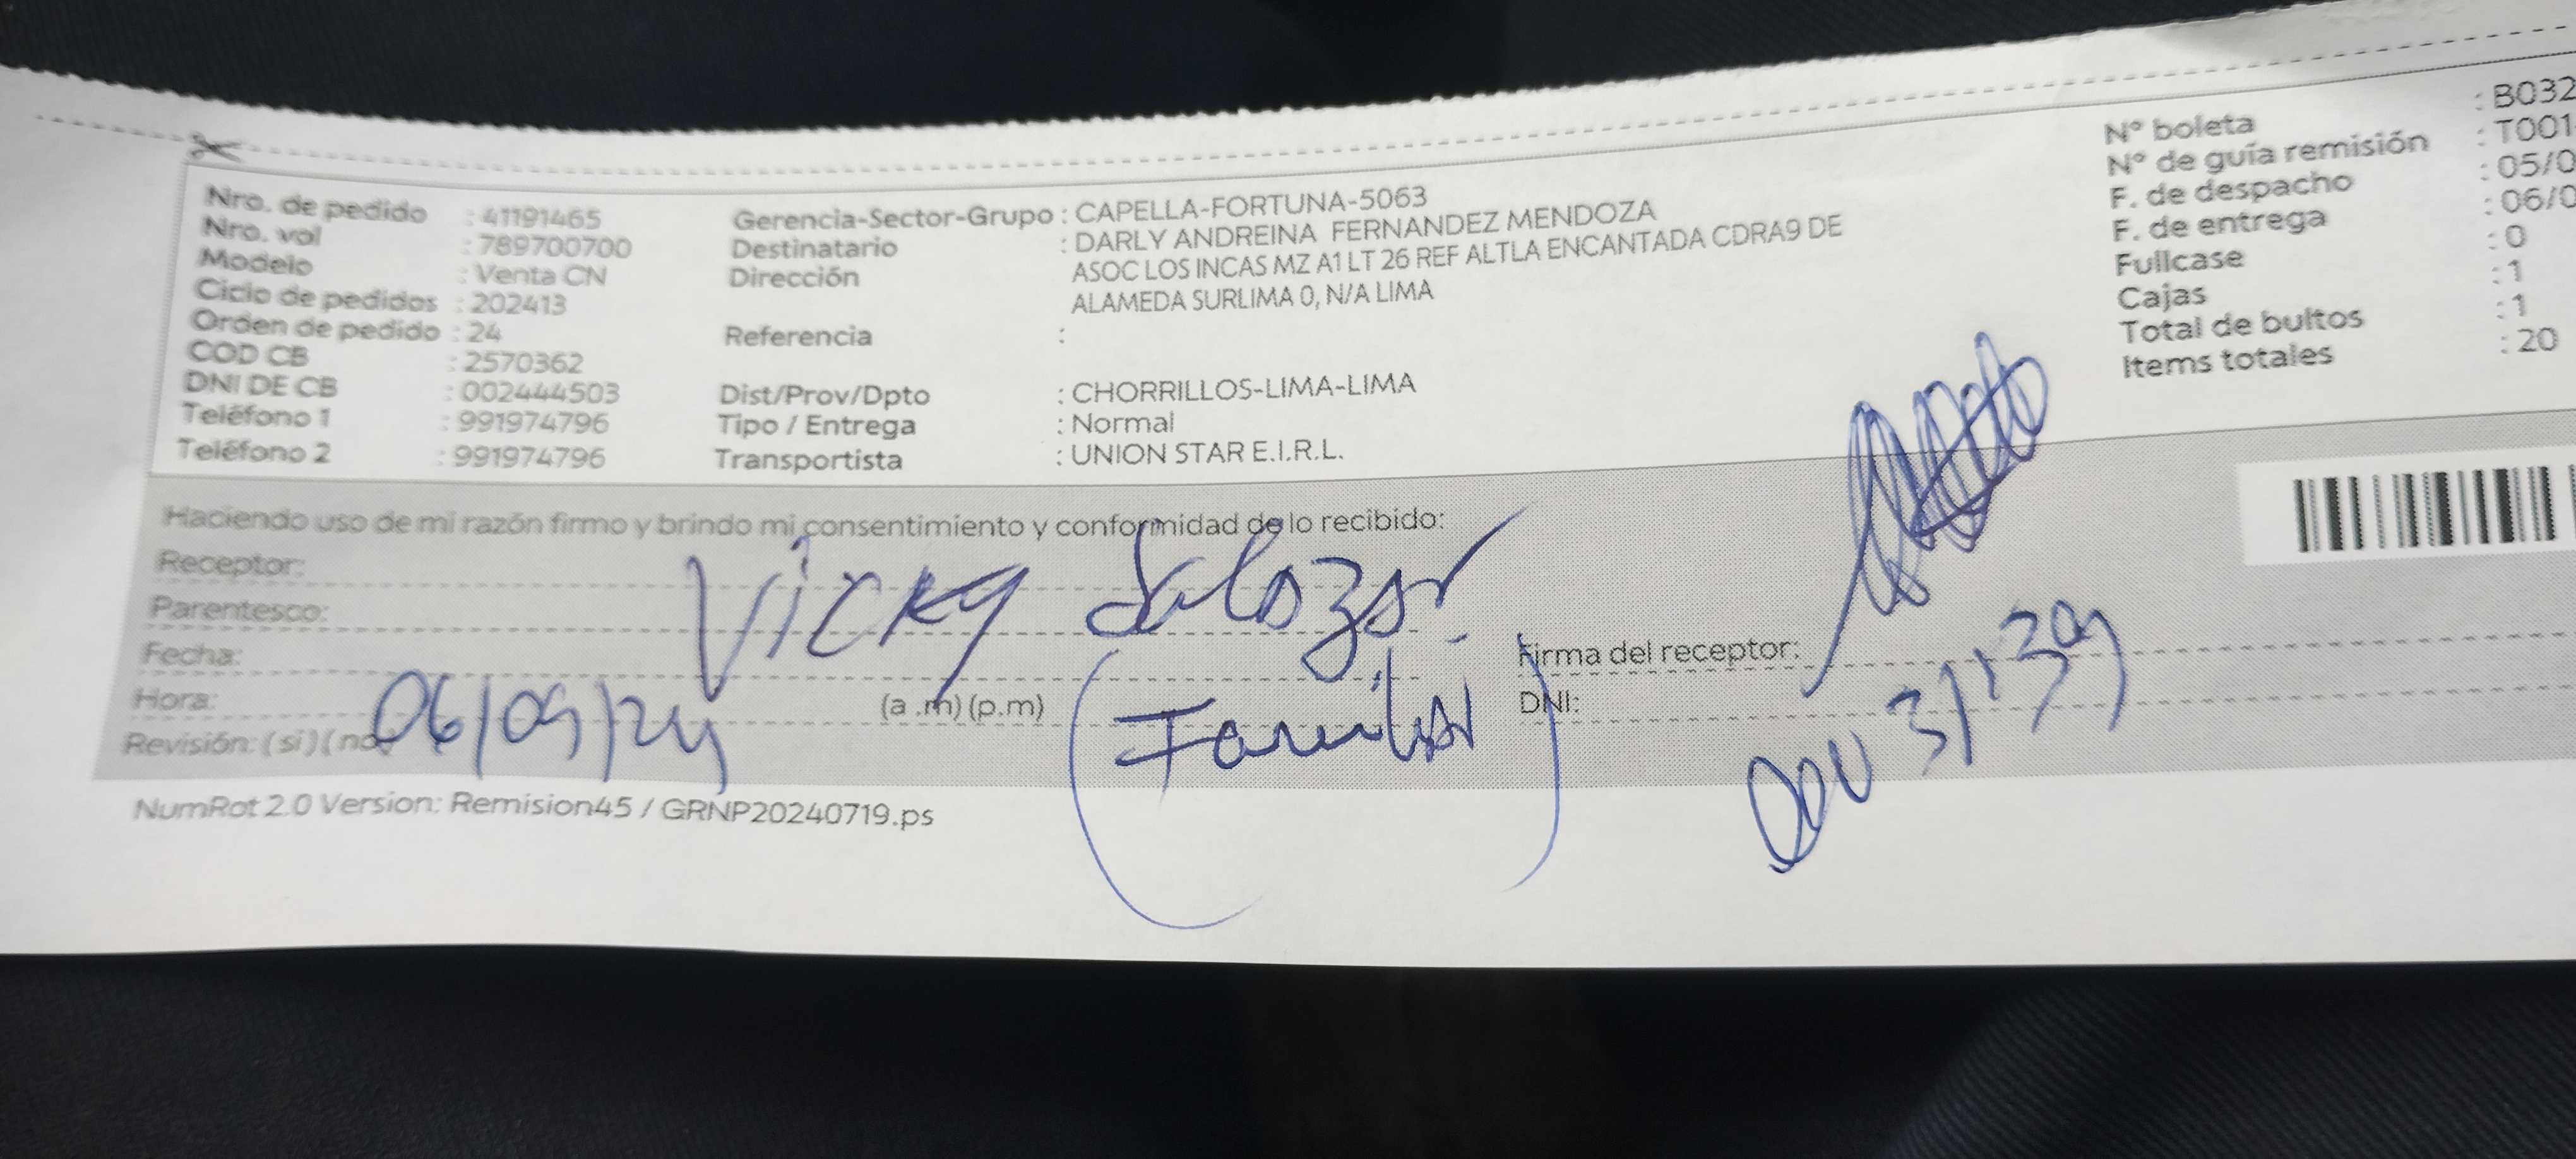 Nro. de pedido : 41191465
Nro. vol : 789700700
Modelo : Venta CN
Ciclo de pedidos : 202413
Orden de pedido : 24
COD CB : 2570362
DNI DE CB : 002444503
Teléfono 1 : 991974796
Teléfono 2 : 991974796
Gerencia-Sector-Grupo : CAPELLA-FORTUNA-5063
Destinatario : DARLY ANDREINA FERNANDEZ MENDOZA
Dirección ASOC LOS INCAS MZ A1 LT 26 REF ALTLA ENCANTADA CDRA9 DE
ALAMEDA SURLIMA 0, N/A LIMA
Referencia :
Dist/Prov/Dpto : CHORRILLOS-LIMA-LIMA
Tipo / Entrega : Normal
Transportista : UNION STAR E.I.R.L.
Nº boleta : B032
Nº de guía remisión : T001
F. de despacho : 05/0
F. de entrega : 06/0
Fullcase : 0
Cajas : 1
Total de bultos : 1
Items totales : 20
Haciendo uso de mi razón firmo y brindo mi consentimiento y conformidad de lo recibido:
Receptor: Vicky Salazar
Parentesco: (Familiar)
Fecha: 06/09/24
Hora: (a .m) (p.m)
Revisión: ( si ) ( no
Firma del receptor:
DNI:
NumRot 2.0 Version: Remision45 / GRNP20240719.ps